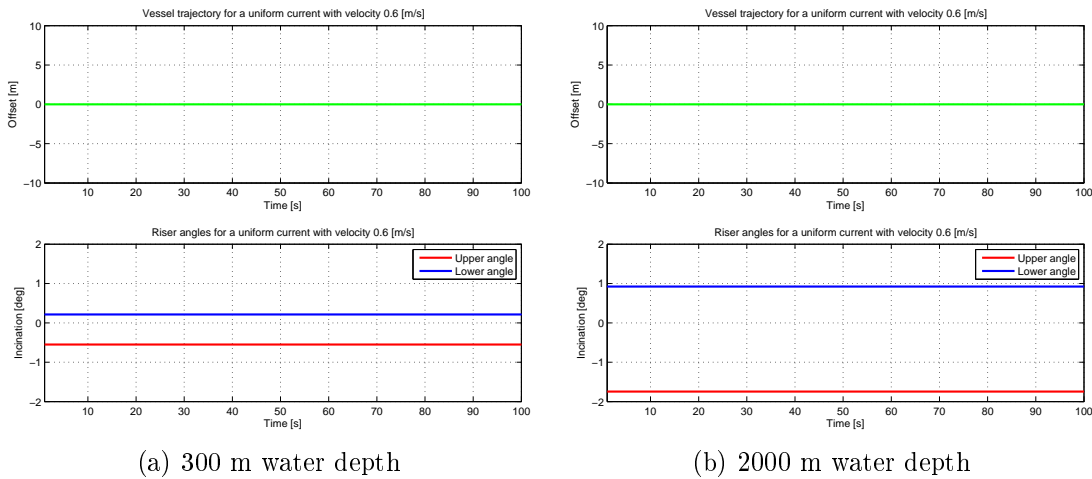 Vessel trajectory for a uniform current with velocity 0.6 [m/s]
10
5
0
−5
−10
Offset [m]
10 20 30 40 50 60 70 80 90 100
Time [s]
Riser angles for a uniform current with velocity 0.6 [m/s]
2
1
0
−1
−2
Incination [deg]
Upper angle
Lower angle
10 20 30 40 50 60 70 80 90 100
Time [s]
(a) 300 m water depth
Vessel trajectory for a uniform current with velocity 0.6 [m/s]
10
5
0
−5
−10
Offset [m]
10 20 30 40 50 60 70 80 90 100
Time [s]
Riser angles for a uniform current with velocity 0.6 [m/s]
2
1
0
−1
−2
Incination [deg]
Upper angle
Lower angle
10 20 30 40 50 60 70 80 90 100
Time [s]
(b) 2000 m water depth